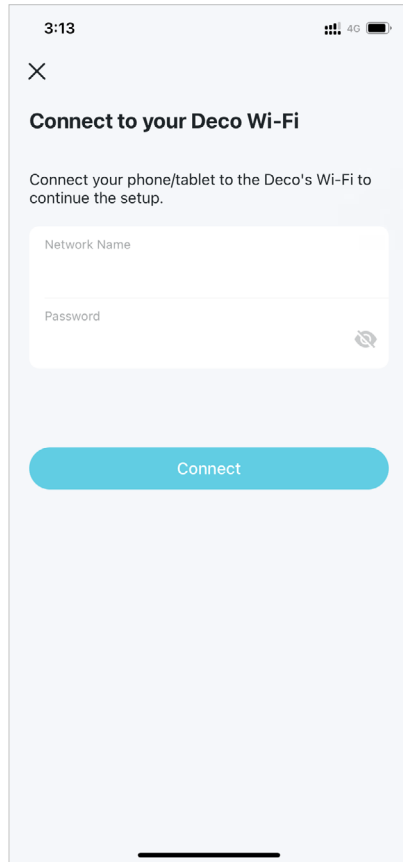 3:13
4G
Connect to your Deco Wi-Fi
Connect your phone/tablet to the Deco's Wi-Fi to
continue the setup.
Network Name
Password
Connect